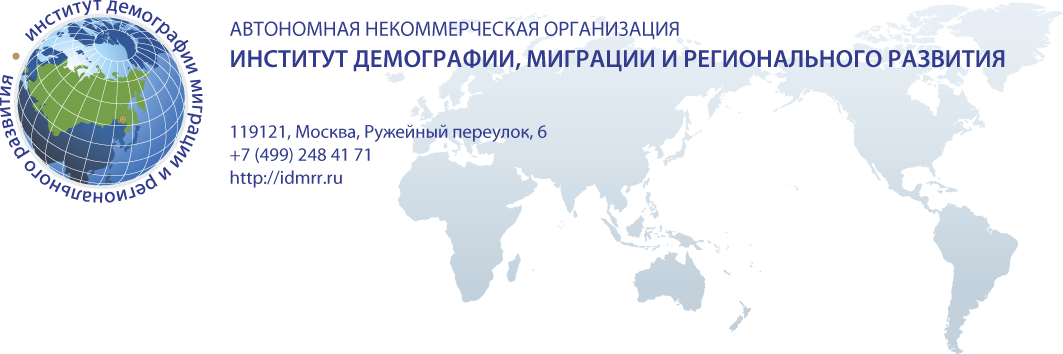 институт демографии миграции и регионального развития
АВТОНОМНАЯ НЕКОММЕРЧЕСКАЯ ОРГАНИЗАЦИЯ
ИНСТИТУТ ДЕМОГРАФИИ, МИГРАЦИИ И РЕГИОНАЛЬНОГО РАЗВИТИЯ
119121, Москва, Ружейный переулок, 6
+7 (499) 248 41 71
http://idmrr.ru